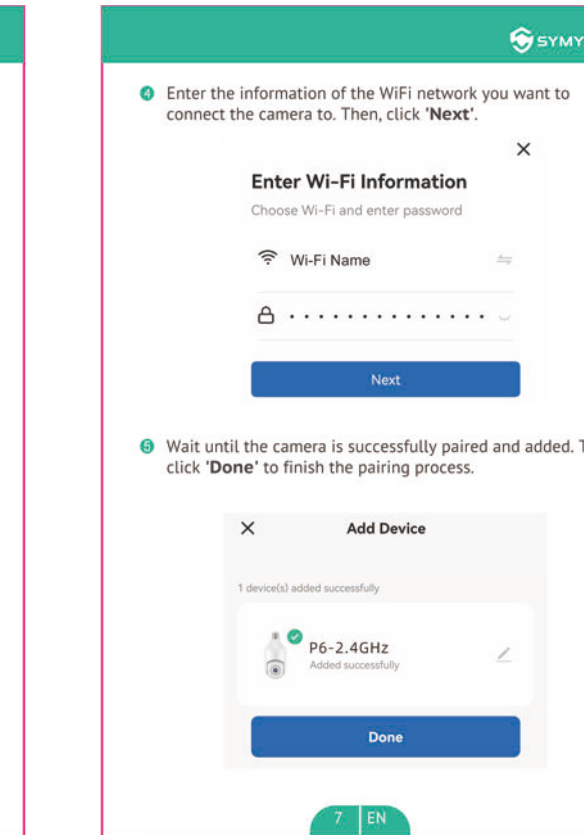 SYMY
4 Enter the information of the WiFi network you want to
connect the camera to. Then, click 'Next'.
Enter Wi-Fi Information
Choose Wi-Fi and enter password
Wi-Fi Name
Next
5 Wait until the camera is successfully paired and added.
click 'Done' to finish the pairing process.
Add Device
1 device(s) added successfully
P6-2.4GHz
Added successfully
Done
7 EN